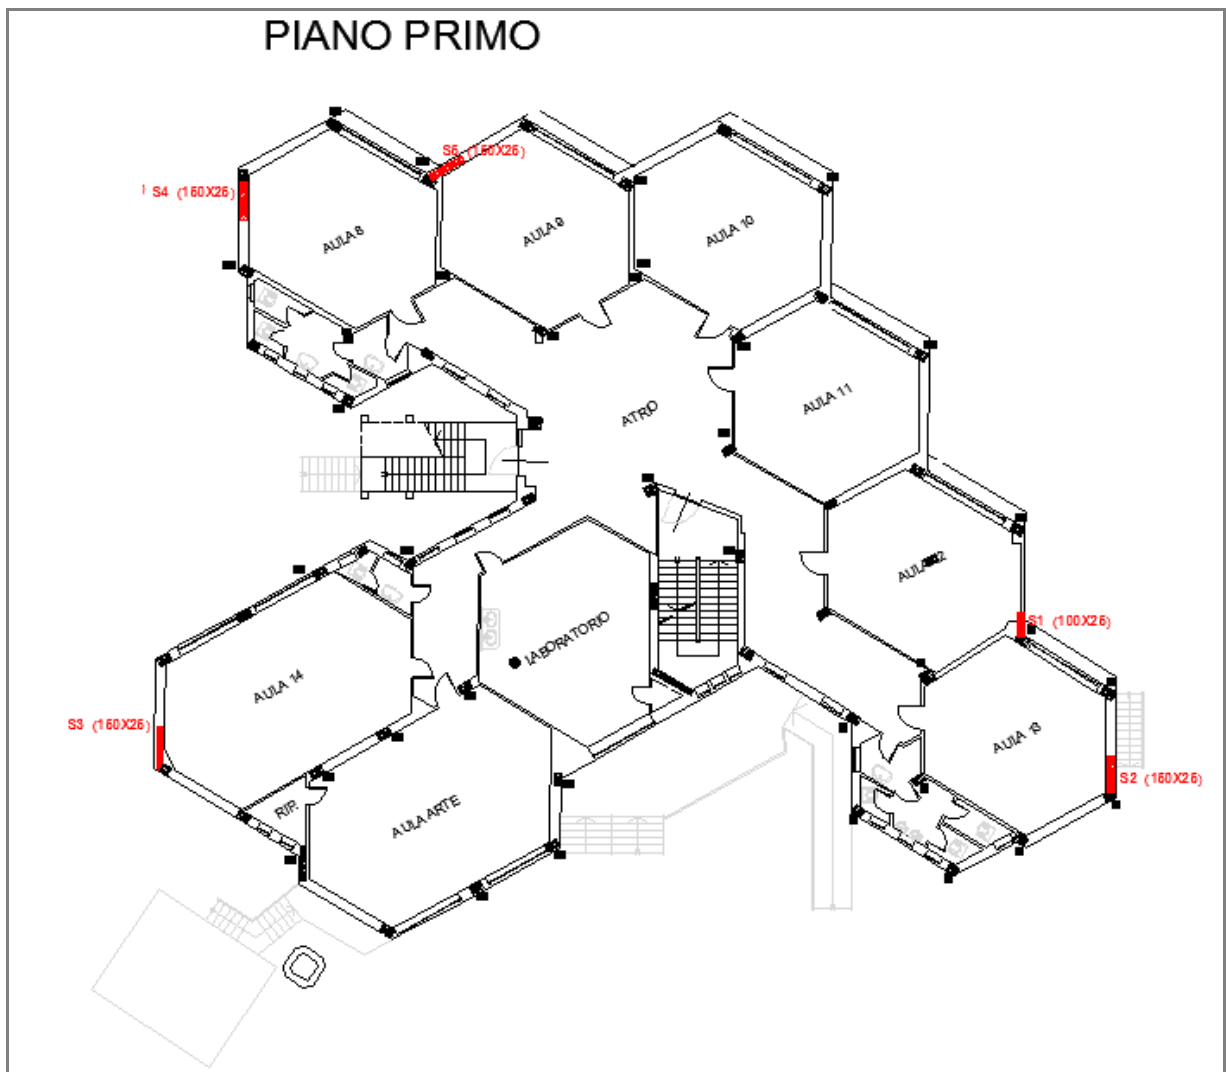 PIANO PRIMO
S5 (160X26)
S4 (160X26)
AULA 8
AULA 9
AULA 10
AULA 11
ATRIO
S1 (100X26)
LABORATORIO
AULA 14
S3 (160X26)
AULA 13
S2 (160X26)
RIP.
AULA ARTE